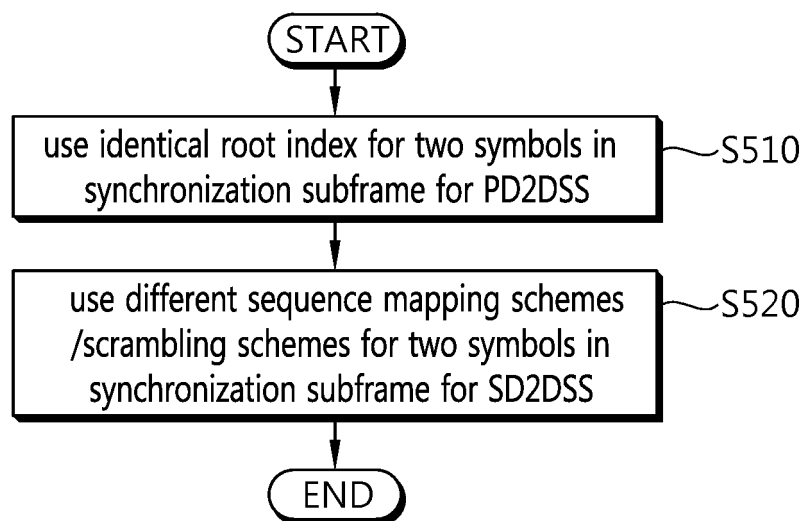 START
use identical root index for two symbols in
synchronization subframe for PD2DSS
S510
use different sequence mapping schemes
/scrambling schemes for two symbols in
synchronization subframe for SD2DSS
S520
END